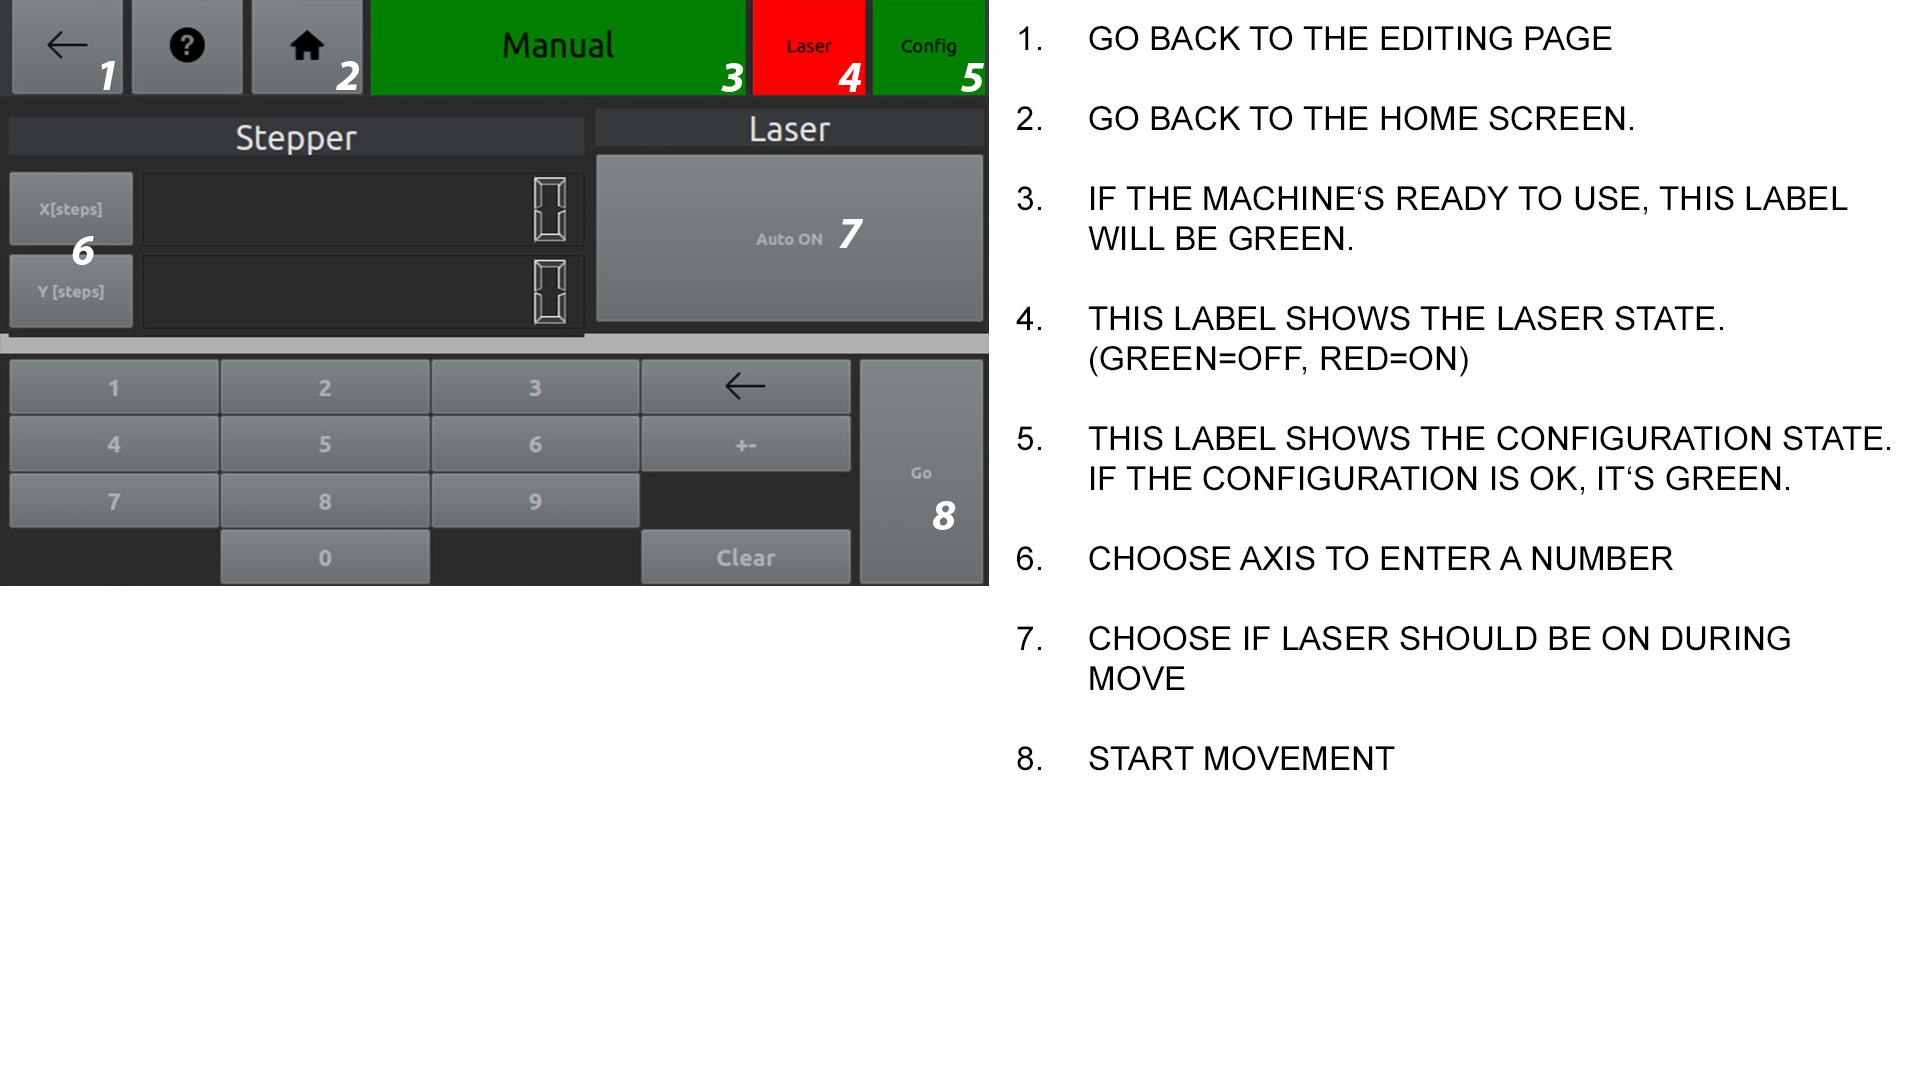 ? Manual Laser Config
1 2 3 4 5
Stepper
Laser
X[steps] 0
6
Auto ON 7
Y [steps] 0
1 2 3
4 5 6 +-
Go
7 8 9
8
0 Clear
1. GO BACK TO THE EDITING PAGE
2. GO BACK TO THE HOME SCREEN.
3. IF THE MACHINE‘S READY TO USE, THIS LABEL
WILL BE GREEN.
4. THIS LABEL SHOWS THE LASER STATE.
(GREEN=OFF, RED=ON)
5. THIS LABEL SHOWS THE CONFIGURATION STATE.
IF THE CONFIGURATION IS OK, IT‘S GREEN.
6. CHOOSE AXIS TO ENTER A NUMBER
7. CHOOSE IF LASER SHOULD BE ON DURING
MOVE
8. START MOVEMENT